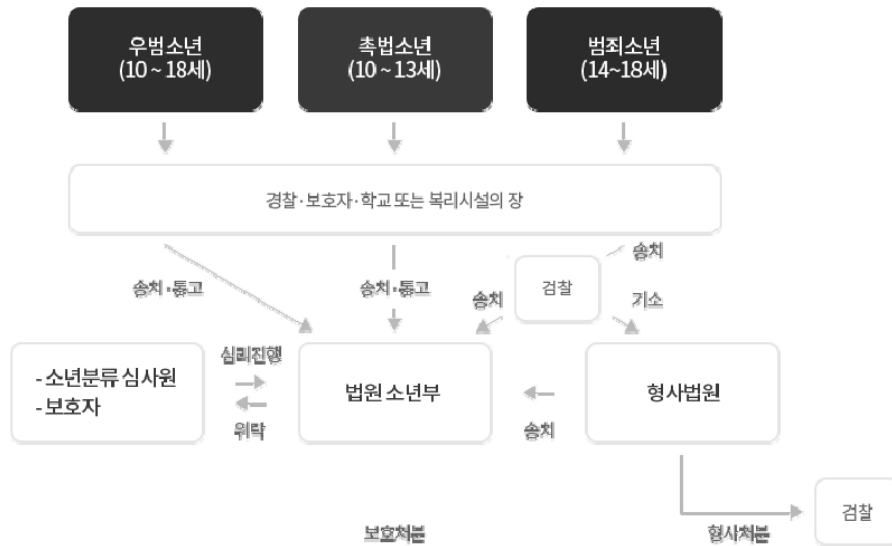 우범소년
(10 ~ 18세)
촉법소년
(10 ~ 13세)
범죄소년
(14~18세)
경찰·보호자·학교 또는 복리시설의 장
송치
송치·통고
송치·통고
송치
검찰
기소
- 소년분류 심사원
- 보호자
심리진행
위탁
법원 소년부
송치
형사법원
보호처분
형사처분
검찰